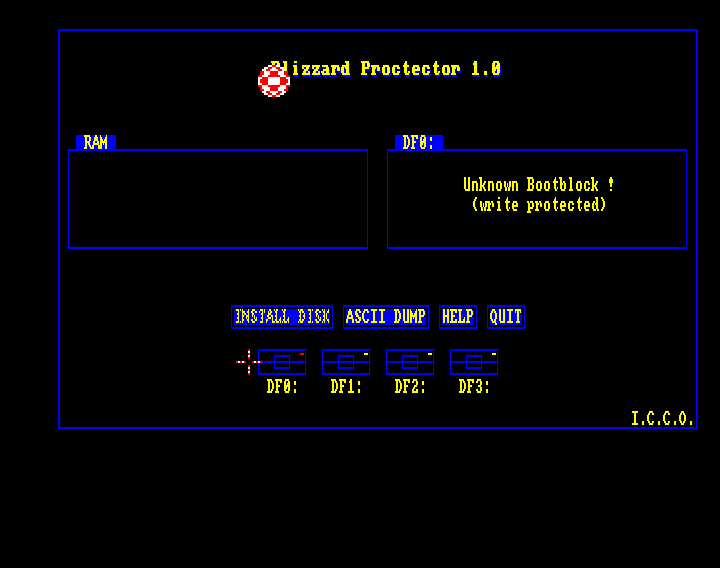 Blizzard Proctector 1.0
RAM
DF0:
Unknown Bootblock !
(write protected)
INSTALL DISK ASCII DUMP HELP QUIT
DF0: DF1: DF2: DF3:
I.C.C.O.